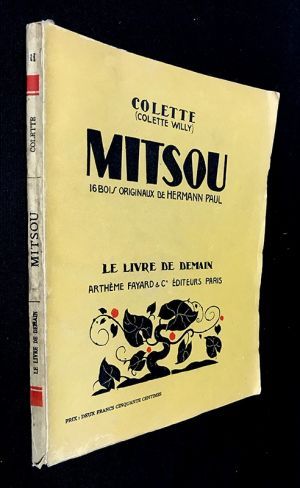 COLETTE
(COLETTE WILLY)
MITSOU
16 BOIS ORIGINAUX DE HERMANN PAUL
LE LIVRE DE DEMAIN
ARTHÈME FAYARD & Cie ÉDITEURS PARIS
PRIX : DEUX FRANCS CINQUANTE CENTIMES
COLETTE
MITSOU
LE LIVRE DE DEMAIN